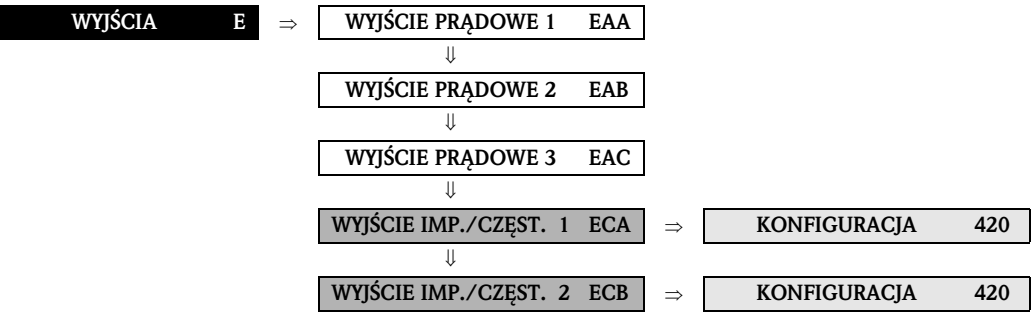 WYJŚCIA E ⇒ WYJŚCIE PRĄDOWE 1 EAA
⇓
WYJŚCIE PRĄDOWE 2 EAB
⇓
WYJŚCIE PRĄDOWE 3 EAC
⇓
WYJŚCIE IMP./CZĘST. 1 ECA ⇒ KONFIGURACJA 420
⇓
WYJŚCIE IMP./CZĘST. 2 ECB ⇒ KONFIGURACJA 420